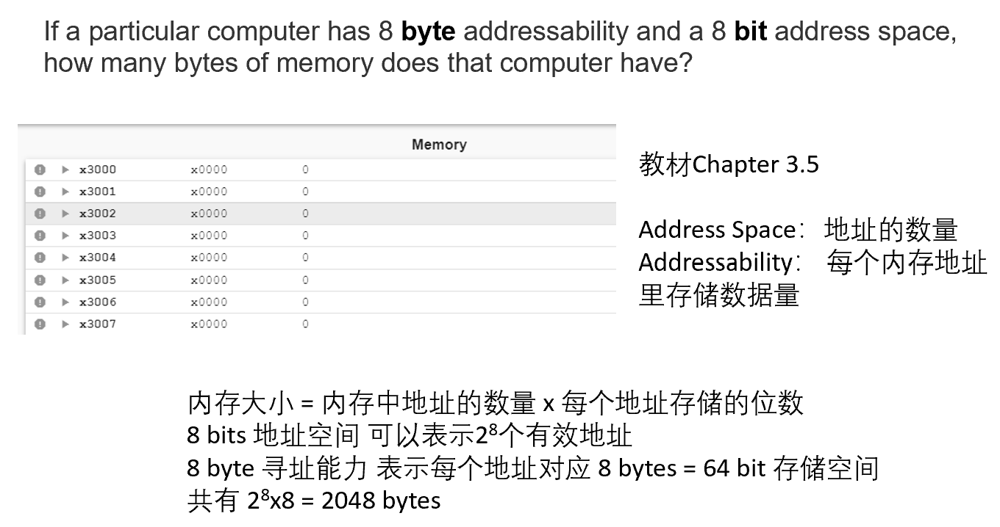 If a particular computer has 8 byte addressability and a 8 bit address space,
how many bytes of memory does that computer have?
Memory
x3000 x0000 0
x3001 x0000 0
x3002 x0000 0
x3003 x0000 0
x3004 x0000 0
x3005 x0000 0
x3006 x0000 0
x3007 x0000 0
教材Chapter 3.5
Address Space： 地址的数量
Addressability： 每个内存地址
里存储数据量
内存大小 = 内存中地址的数量 x 每个地址存储的位数
8 bits 地址空间 可以表示2⁸个有效地址
8 byte 寻址能力 表示每个地址对应 8 bytes = 64 bit 存储空间
共有 2⁸x8 = 2048 bytes